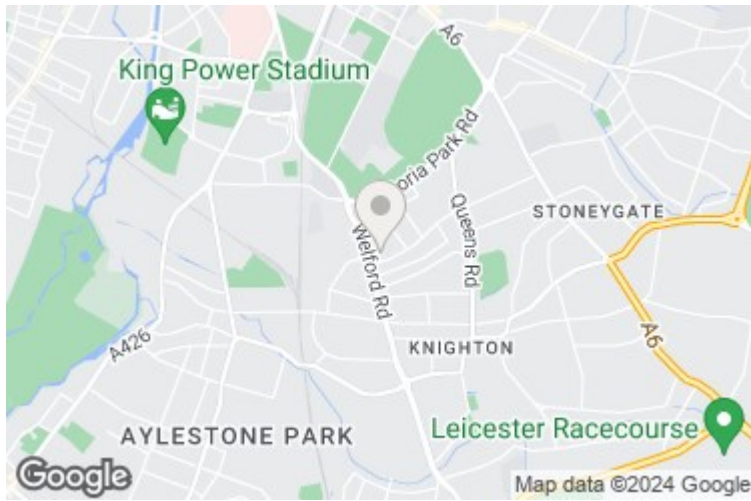 A6
King Power Stadium
oria Park Rd
Queens Rd
STONEYGATE
Welford Rd
A426
KNIGHTON
A6
AYLESTONE PARK
Leicester Racecourse
Google
Map data ©2024 Google